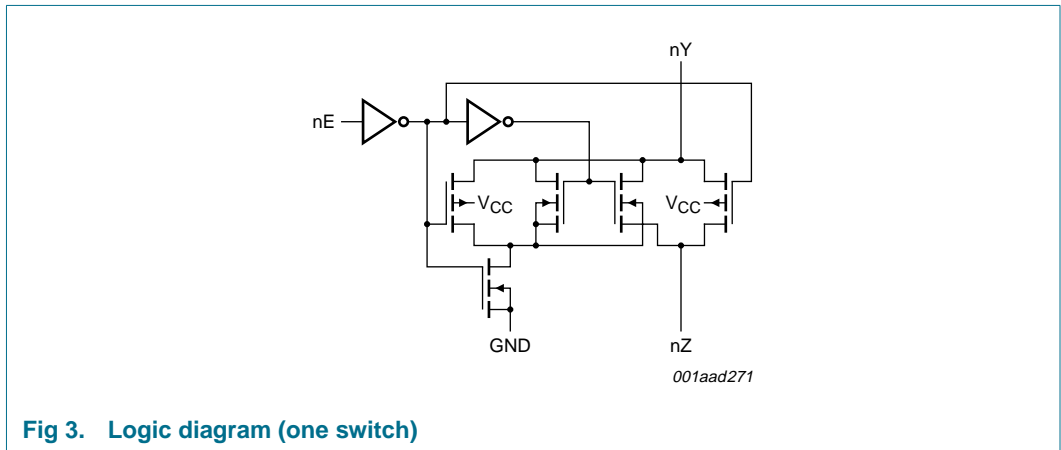 nY
nE
VCC
VCC
GND
nZ
001aad271
Fig 3. Logic diagram (one switch)